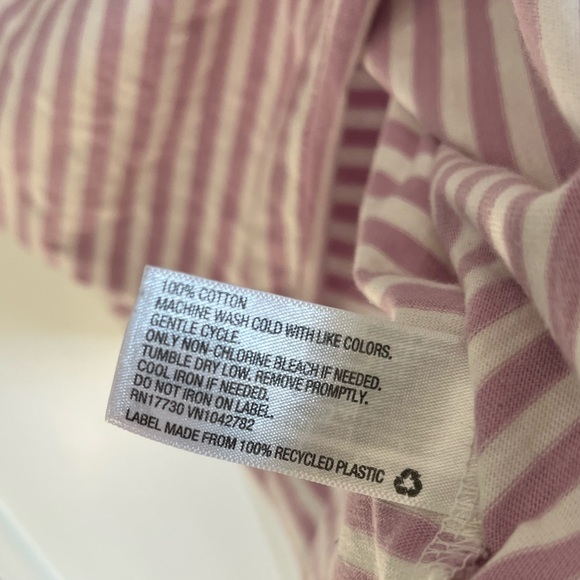 100% COTTON
MACHINE WASH COLD WITH LIKE COLORS.
GENTLE CYCLE.
ONLY NON-CHLORINE BLEACH IF NEEDED.
TUMBLE DRY LOW. REMOVE PROMPTLY.
COOL IRON IF NEEDED.
DO NOT IRON ON LABEL.
RN17730 VN1042782
LABEL MADE FROM 100% RECYCLED PLASTIC